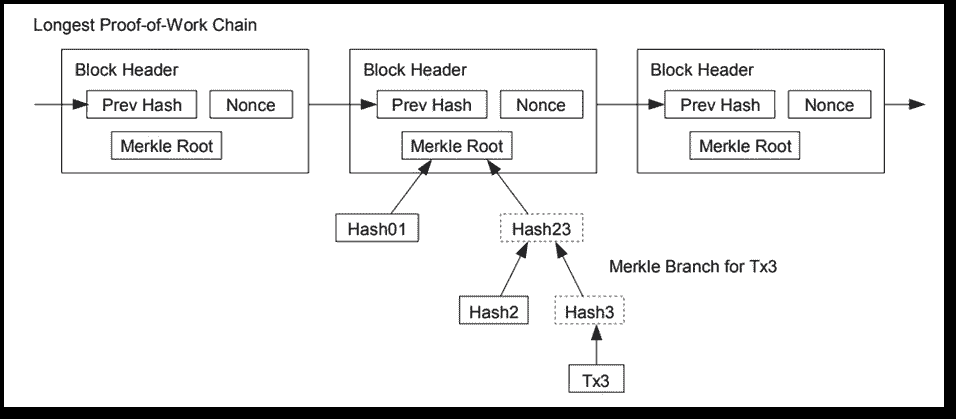 Longest Proof-of-Work Chain
Block Header
Prev Hash
Nonce
Merkle Root
Block Header
Prev Hash
Nonce
Merkle Root
Block Header
Prev Hash
Nonce
Merkle Root
Hash01
Hash23
Merkle Branch for Tx3
Hash2
Hash3
Tx3